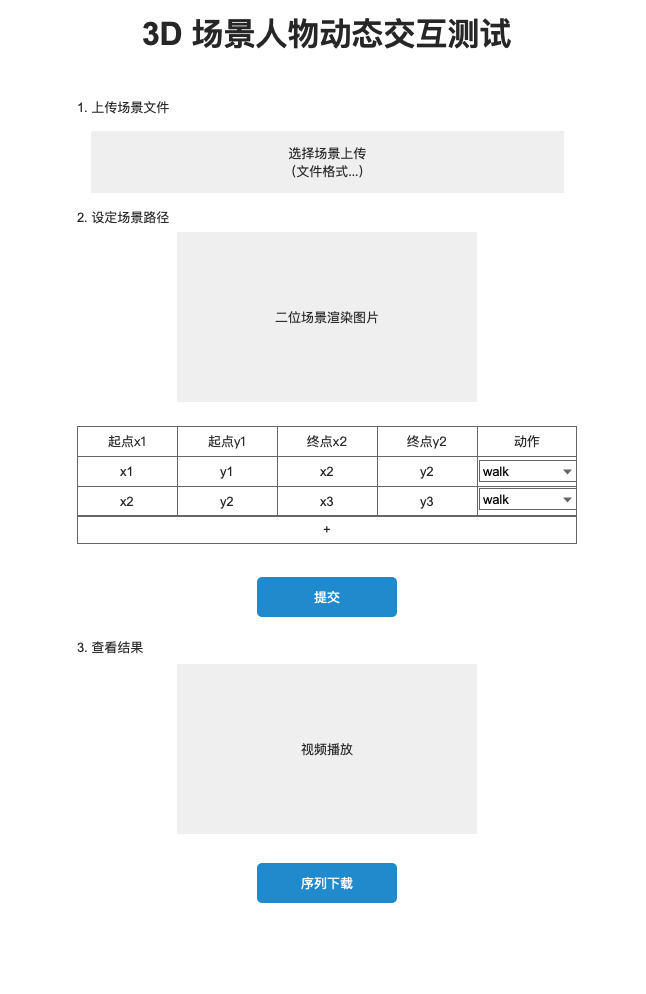 3D 场景人物动态交互测试
1. 上传场景文件
选择场景上传
(文件格式...)
2. 设定场景路径
二位场景渲染图片
起点x1 起点y1 终点x2 终点y2 动作
x1 y1 x2 y2 walk
x2 y2 x3 y3 walk
+
提交
3. 查看结果
视频播放
序列下载